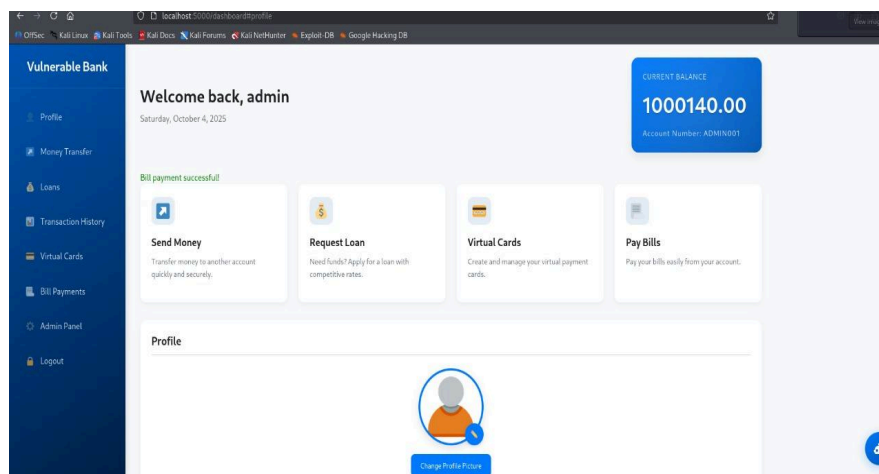 localhost:5000/dashboard#profile
OffSec Kali Linux Kali Tools Kali Docs Kali Forums Kali NetHunter Exploit-DB Google Hacking DB
Vulnerable Bank
Profile
Money Transfer
Loans
Transaction History
Virtual Cards
Bill Payments
Admin Panel
Logout
Welcome back, admin
Saturday, October 4, 2025
CURRENT BALANCE
1000140.00
Account Number: ADMIN001
Bill payment successful!
Send Money
Transfer money to another account
quickly and securely.
Request Loan
Need funds? Apply for a loan with
competitive rates.
Virtual Cards
Create and manage your virtual payment
cards.
Pay Bills
Pay your bills easily from your account.
Profile
Change Profile Picture